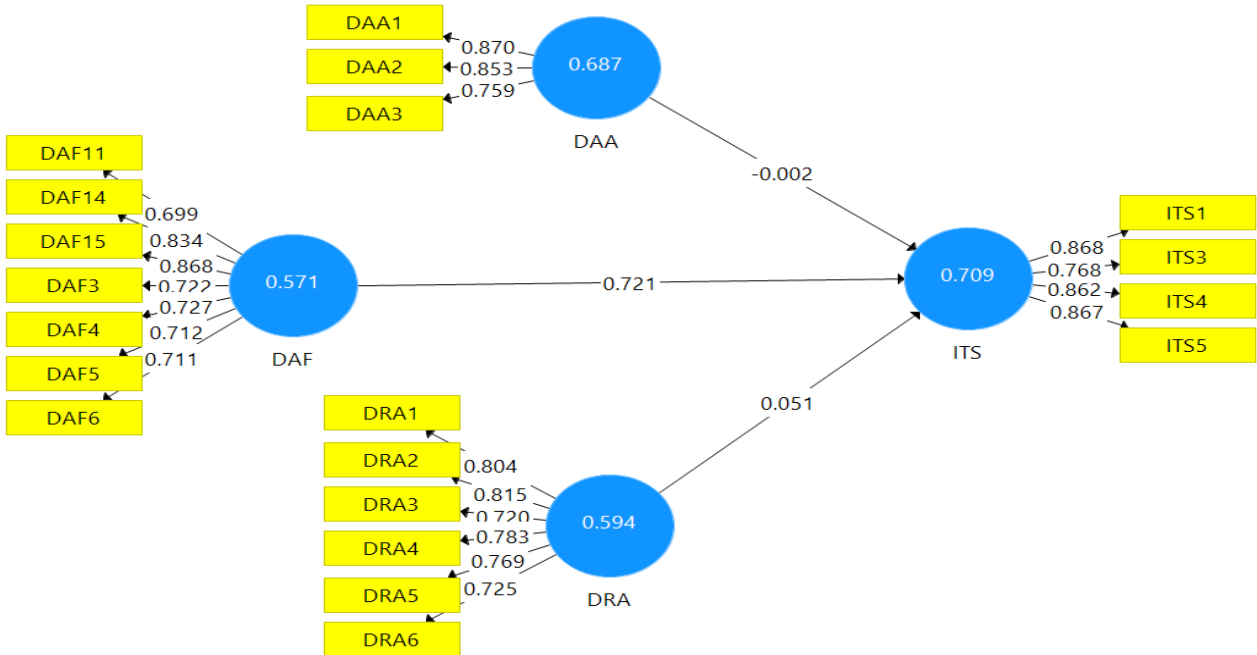 DAA1
DAA2
DAA3
0.870
0.853
0.759
0.687
DAA
-0.002
DAF11
DAF14
DAF15
DAF3
DAF4
DAF5
DAF6
0.699
0.834
0.868
0.722
0.727
0.712
0.711
0.571
DAF
0.721
DRA1
DRA2
DRA3
DRA4
DRA5
DRA6
0.804
0.815
0.720
0.783
0.769
0.725
0.594
DRA
0.051
0.709
ITS
0.868
0.768
0.862
0.867
ITS1
ITS3
ITS4
ITS5